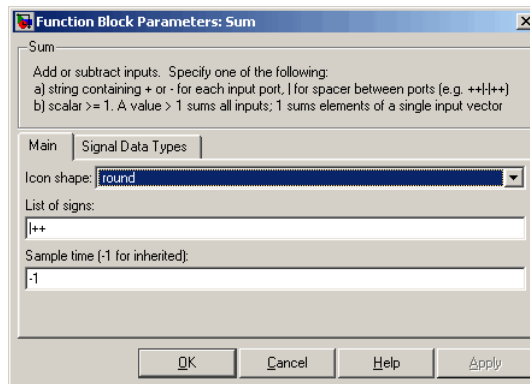 Function Block Parameters: Sum
Sum
Add or subtract inputs. Specify one of the following:
a) string containing + or - for each input port, | for spacer between ports (e.g. ++|-|++)
b) scalar >= 1. A value > 1 sums all inputs; 1 sums elements of a single input vector
Main
Signal Data Types
Icon shape: round
List of signs:
|++
Sample time (-1 for inherited):
-1
OK
Cancel
Help
Apply